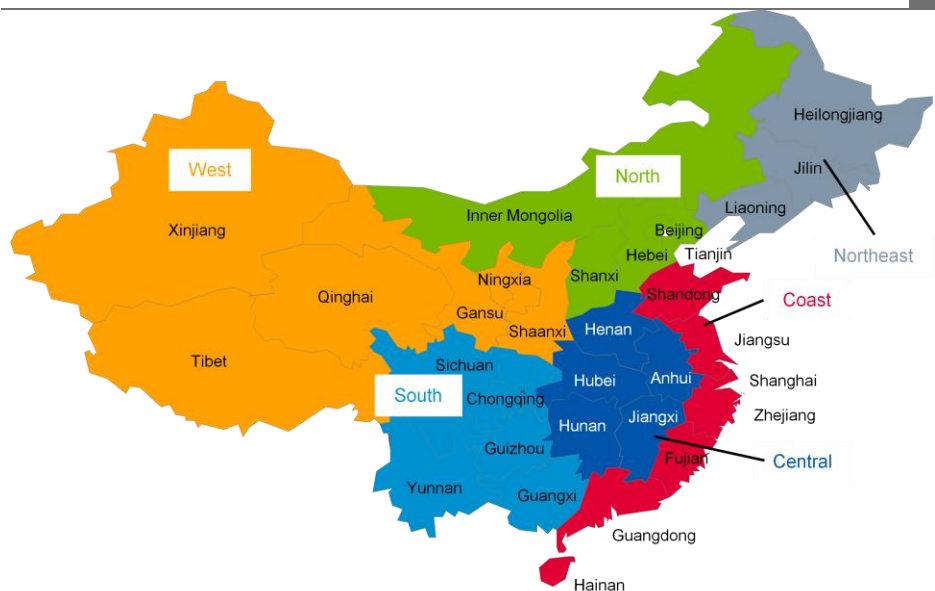 Heilongjiang
West
Jilin
North
Liaoning
Inner Mongolia
Xinjiang
Beijing
Hebei
Tianjin
Northeast
Shanxi
Ningxia
Qinghai
Shandong
Coast
Gansu
Shaanxi
Henan
Jiangsu
Tibet
Sichuan
Hubei
Anhui
Shanghai
South
Chongqing
Zhejiang
Jiangxi
Hunan
Guizhou
Fujian
Central
Yunnan
Guangxi
Guangdong
Hainan